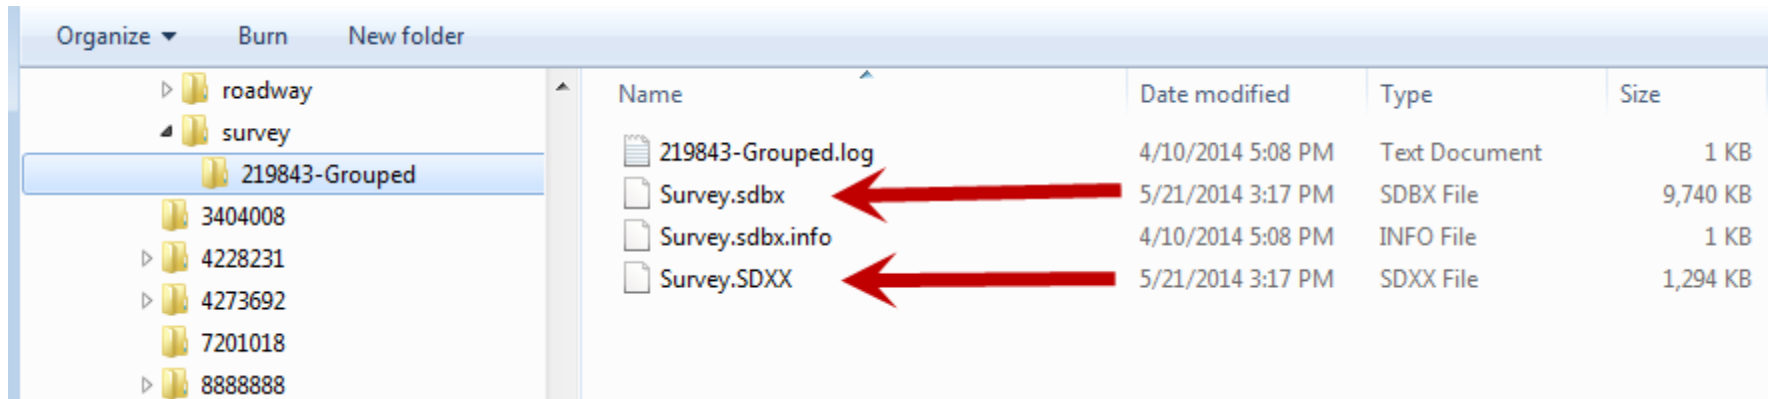 Organize Burn New folder
roadway
survey
219843-Grouped
3404008
4228231
4273692
7201018
8888888
Name Date modified Type Size
219843-Grouped.log 4/10/2014 5:08 PM Text Document 1 KB
Survey.sdbx 5/21/2014 3:17 PM SDBX File 9,740 KB
Survey.sdbx.info 4/10/2014 5:08 PM INFO File 1 KB
Survey.SDXX 5/21/2014 3:17 PM SDXX File 1,294 KB